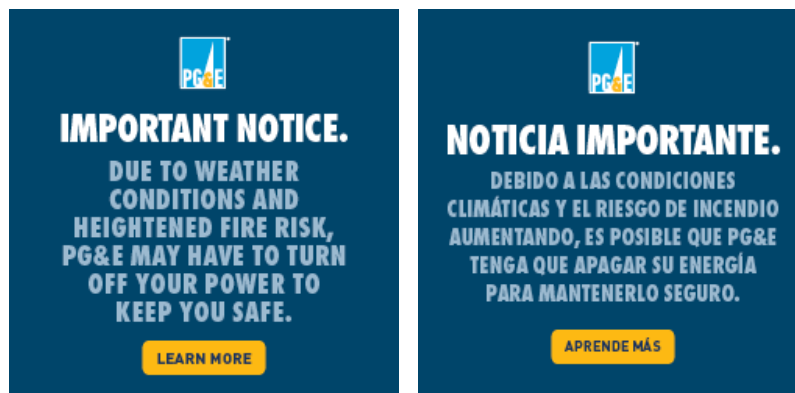 PG&E
IMPORTANT NOTICE.
DUE TO WEATHER
CONDITIONS AND
HEIGHTENED FIRE RISK,
PG&E MAY HAVE TO TURN
OFF YOUR POWER TO
KEEP YOU SAFE.
LEARN MORE
PG&E
NOTICIA IMPORTANTE.
DEBIDO A LAS CONDICIONES
CLIMÁTICAS Y EL RIESGO DE INCENDIO
AUMENTANDO, ES POSIBLE QUE PG&E
TENGA QUE APAGAR SU ENERGÍA
PARA MANTENERLO SEGURO.
APRENDE MÁS